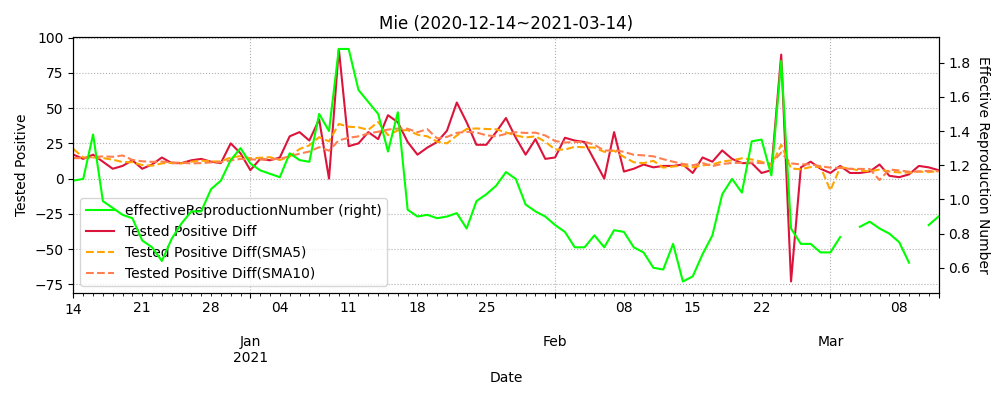 Mie (2020-12-14~2021-03-14)
Tested Positive
100
75
50
25
0
−25
−50
−75
effectiveReproductionNumber (right)
Tested Positive Diff
Tested Positive Diff(SMA5)
Tested Positive Diff(SMA10)
1.8
1.6
1.4
1.2
1.0
0.8
0.6
Effective Reproduction Number
14 21 28 04 11 18 25 08 15 22 08
Jan Feb Mar
2021
Date